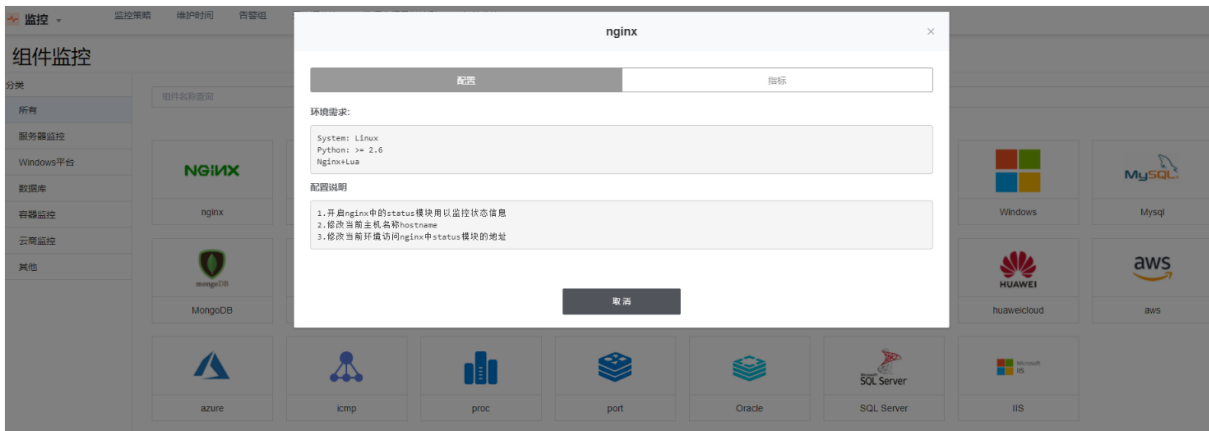 监控
监控策略 维护时间 告警组
组件监控
分类
所有
服务器监控
Windows平台
数据库
容器监控
云商监控
其他
组件名称查询
nginx
×
配置 指标
环境需求:
System: Linux
Python: >= 2.6
Nginx+Lua
配置说明
1.开启nginx中的status模块用以监控状态信息
2.修改当前主机名称hostname
3.修改当前环境访问nginx中status模块的地址
取消
NGINX
MySQL
nginx Windows Mysql
mongoDB HUAWEI aws
MongoDB huaweicloud aws
Microsoft SQL Server Microsoft IIS
azure icmp proc port Oracle SQL Server IIS